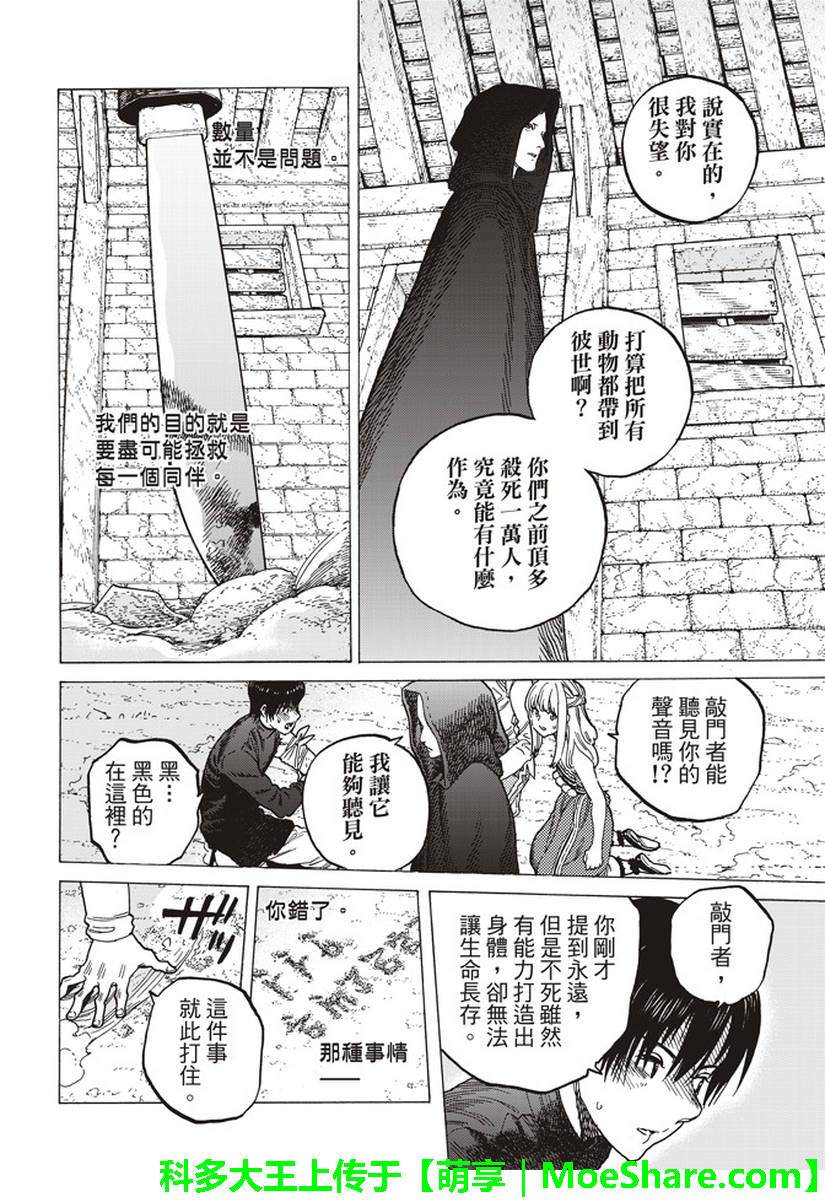 說實在的，
我對你
很失望。
打算把所有
動物都帶到
彼世啊？
你們之前頂多
殺死一萬人，
究竟能有什麼
作為。
數量
並不是問題。
我們的目的就是
要盡可能拯救
每一個同伴。
敲門者能
聽見你的
聲音嗎!?
我讓它
能夠聽見。
黑…
黑色的
在這裡？
敲門者，
你剛才
提到永遠，
但是不死雖然
有能力打造出
身體，卻無法
讓生命長存。
你錯了。
那種事情
——
這件事
就此打住。
科多大王上传于【萌享】|MoeShare.com】